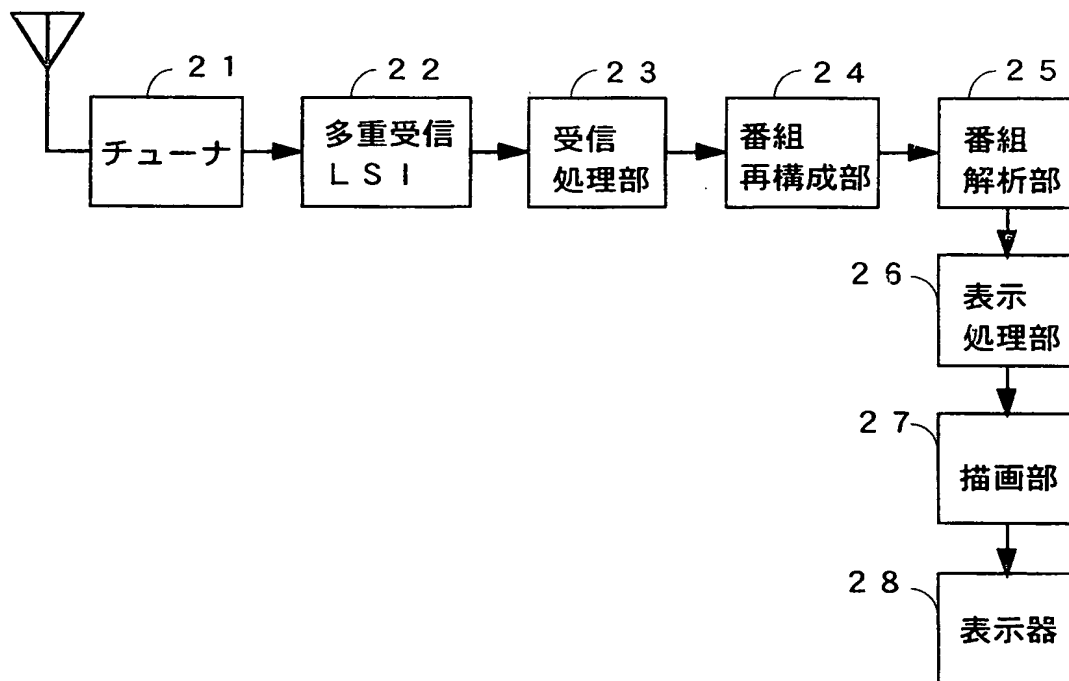 ２１
チューナ
２２
多重受信
ＬＳＩ
２３
受信
処理部
２４
番組
再構成部
２５
番組
解析部
２６
表示
処理部
２７
描画部
２８
表示器